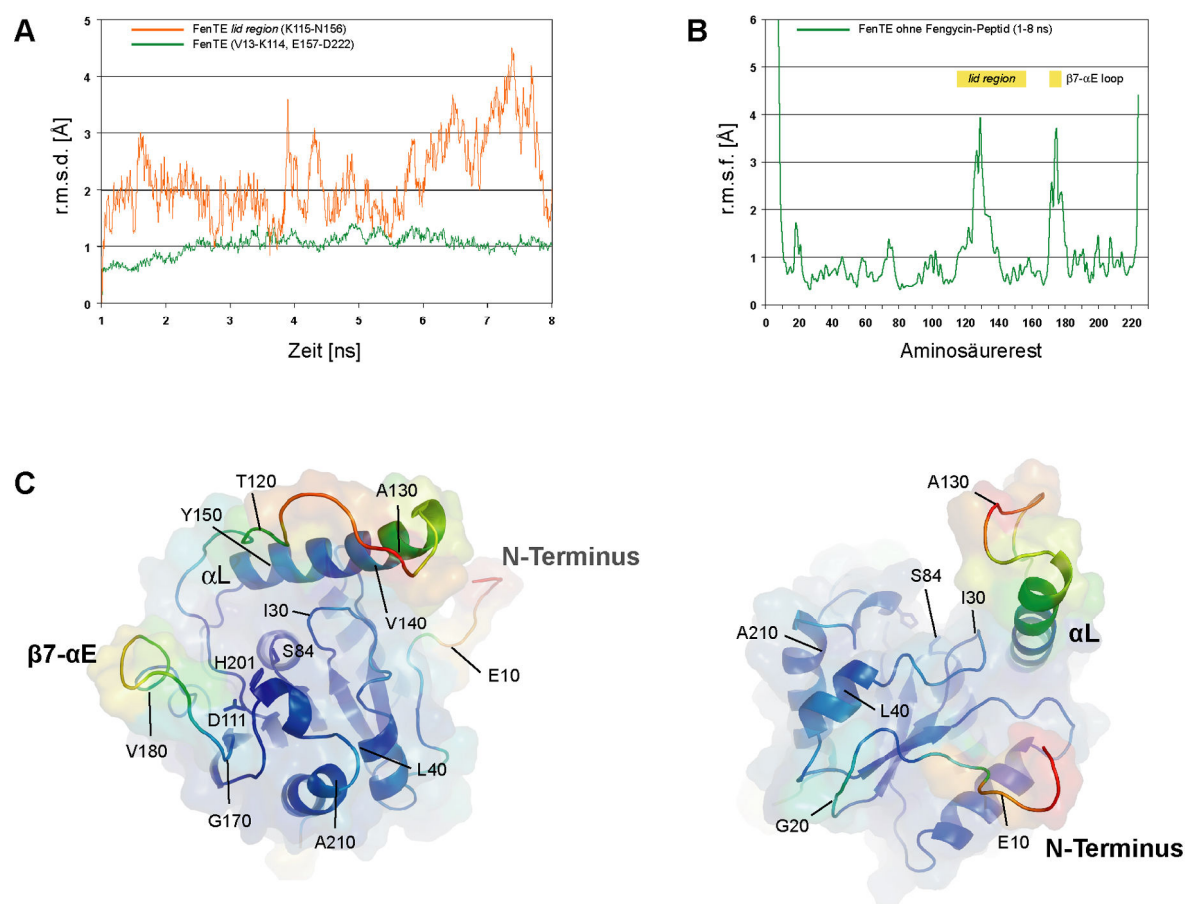 A
FenTE lid region (K115-N156)
FenTE (V13-K114, E157-D222)
r.m.s.d. [Å]
5
4
3
2
1
0
1 2 3 4 5 6 7 8
Zeit [ns]
B
FenTE ohne Fengycin-Peptid (1-8 ns)
lid region
β7-αE loop
r.m.s.f. [Å]
6
5
4
3
2
1
0
0 20 40 60 80 100 120 140 160 180 200 220
Aminosäurerest
C
T120
A130
Y150
N-Terminus
αL
I30
V140
β7-αE
H201
S84
E10
D111
V180
L40
G170
A210
A130
S84
I30
A210
αL
L40
G20
E10
N-Terminus